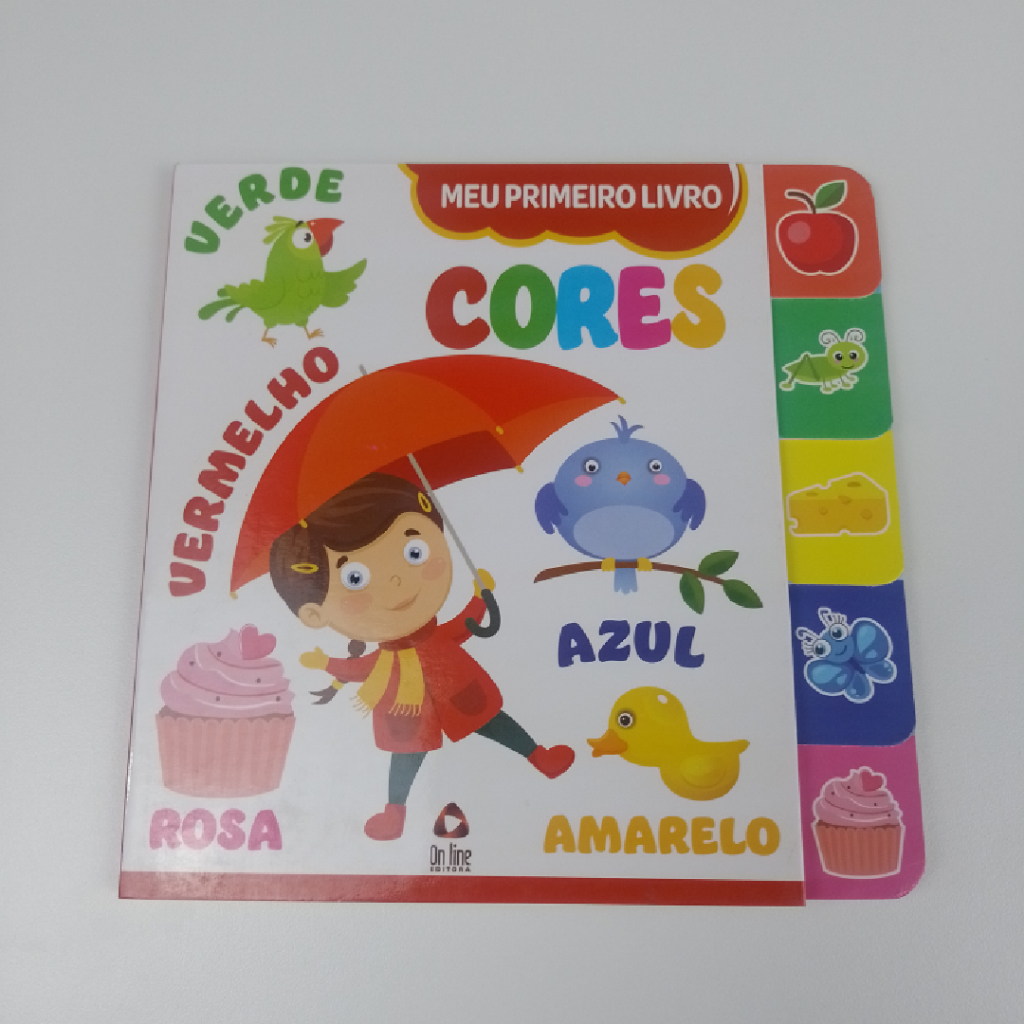 VERDE
MEU PRIMEIRO LIVRO
CORES
VERMELHO
AZUL
ROSA
AMARELO
On line
EDITORA